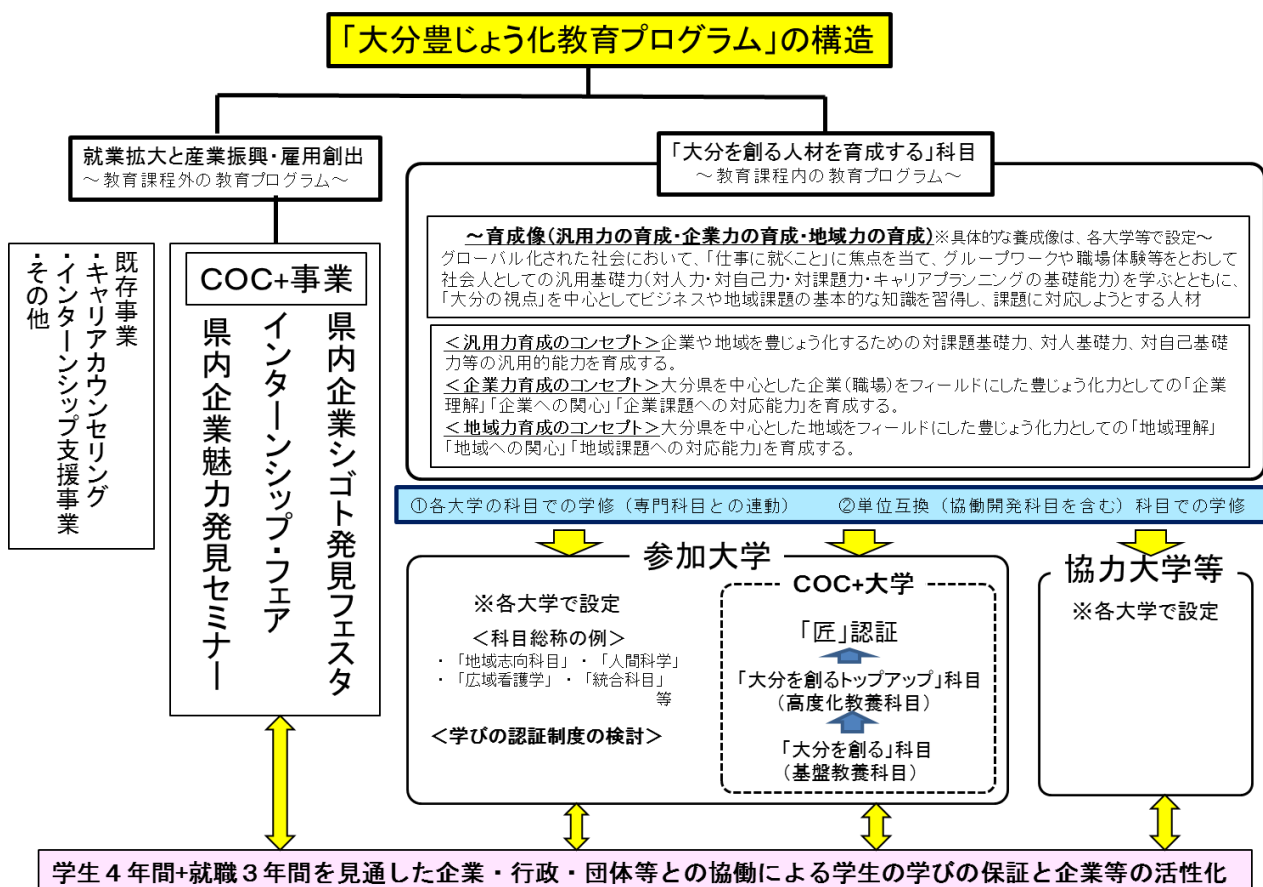 「大分豊じょう化教育プログラム」の構造
就業拡大と産業振興・雇用創出
～教育課程外の教育プログラム～
「大分を創る人材を育成する」科目
～教育課程内の教育プログラム～
既存事業
・キャリアカウンセリング
・インターンシップ支援事業
・その他
COC+事業
県内企業シゴト発見フェスタ
インターンシップ・フェア
県内企業魅力発見セミナー
～育成像(汎用力の育成・企業力の育成・地域力の育成)※具体的な養成像は、各大学等で設定～
グローバル化された社会において、「仕事に就くこと」に焦点を当て、グループワークや職場体験等をとおして
社会人としての汎用基礎力(対人力・対自己力・対課題力・キャリアプランニングの基礎能力)を学ぶとともに、
「大分の視点」を中心としてビジネスや地域課題の基本的な知識を習得し、課題に対応しようとする人材
＜汎用力育成のコンセプト＞企業や地域を豊じょう化するための対課題基礎力、対人基礎力、対自己基礎
力等の汎用的能力を育成する。
＜企業力育成のコンセプト＞大分県を中心とした企業(職場)をフィールドにした豊じょう化力としての「企業
理解」「企業への関心」「企業課題への対応能力」を育成する。
＜地域力育成のコンセプト＞大分県を中心とした地域をフィールドにした豊じょう化力としての「地域理解」
「地域への関心」「地域課題への対応能力」を育成する。
①各大学の科目での学修（専門科目との連動）　②単位互換（協働開発科目を含む）科目での学修
参加大学
※各大学で設定
＜科目総称の例＞
・「地域志向科目」・「人間科学」
・「広域看護学」・「統合科目」
等
＜学びの認証制度の検討＞
COC+大学
「匠」認証
「大分を創るトップアップ」科目
（高度化教養科目）
「大分を創る」科目
（基盤教養科目）
協力大学等
※各大学で設定
学生４年間+就職３年間を見通した企業・行政・団体等との協働による学生の学びの保証と企業等の活性化